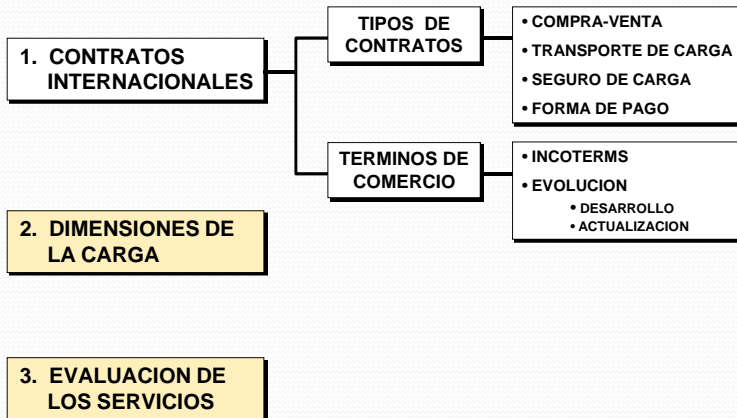 1. CONTRATOS
INTERNACIONALES
TIPOS DE
CONTRATOS
• COMPRA-VENTA
• TRANSPORTE DE CARGA
• SEGURO DE CARGA
• FORMA DE PAGO
TERMINOS DE
COMERCIO
• INCOTERMS
• EVOLUCION
• DESARROLLO
• ACTUALIZACION
2. DIMENSIONES DE
LA CARGA
3. EVALUACION DE
LOS SERVICIOS